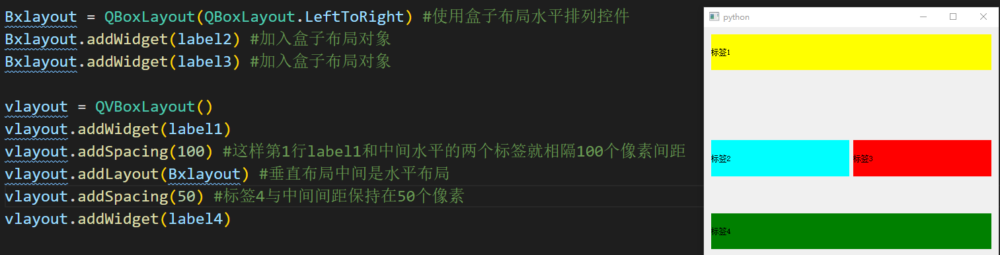 Bxlayout = QBoxLayout(QBoxLayout.LeftToRight) #使用盒子布局水平排列控件
Bxlayout.addWidget(label2) #加入盒子布局对象
Bxlayout.addWidget(label3) #加入盒子布局对象
vlayout = QVBoxLayout()
vlayout.addWidget(label1)
vlayout.addSpacing(100) #这样第1行label1和中间水平的两个标签就相隔100个像素间距
vlayout.addLayout(Bxlayout) #垂直布局中间是水平布局
vlayout.addSpacing(50) #标签4与中间间距保持在50个像素
vlayout.addWidget(label4)
python
标签1
标签2
标签3
标签4